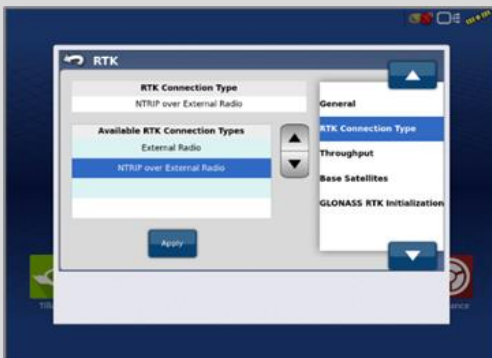 RTK
RTK Connection Type
NTRIP over External Radio
Available RTK Connection Types
External Radio
NTRIP over External Radio
Apply
General
RTK Connection Type
Throughput
Base Satellites
GLONASS RTK Initialization